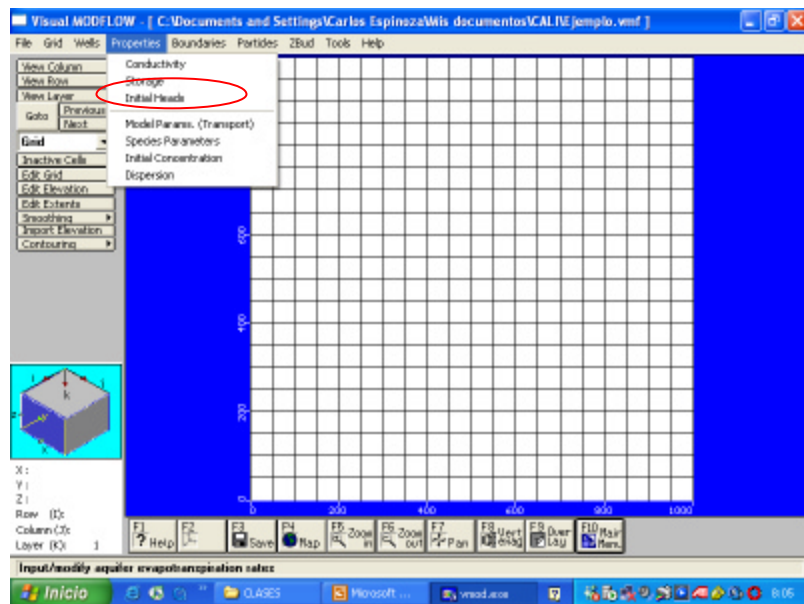 Visual MODFLOW - [ C:\Documents and Settings\Carlos Espinoza\Mis documentos\CALI\Ejemplo.vmf ]
File Grid Wells Properties Boundaries Particles ZBud Tools Help
View Column
View Row
View Layer
Goto
Previous
Next
Grid
Inactive Cells
Edit Grid
Edit Elevation
Edit Extents
Smoothing
Import Elevation
Contouring
Conductivity
Storage
Initial Heads
Model Params. (Transport)
Species Parameters
Initial Concentration
Dispersion
600
400
200
0
0 200 400 600 800 1000
X :
Y :
Z :
Row (I):
Column (J):
Layer (K): 1
F1 Help
F2
F3 Save
F4 Map
F5 Zoom in
F6 Zoom out
F7 Pan
F8 Vert exag
F9 Over lay
F10 Main Menu
Input/modify aquifer evapotranspiration rates
Inicio
CLASES
Microsoft ...
vmod.exe
8:05